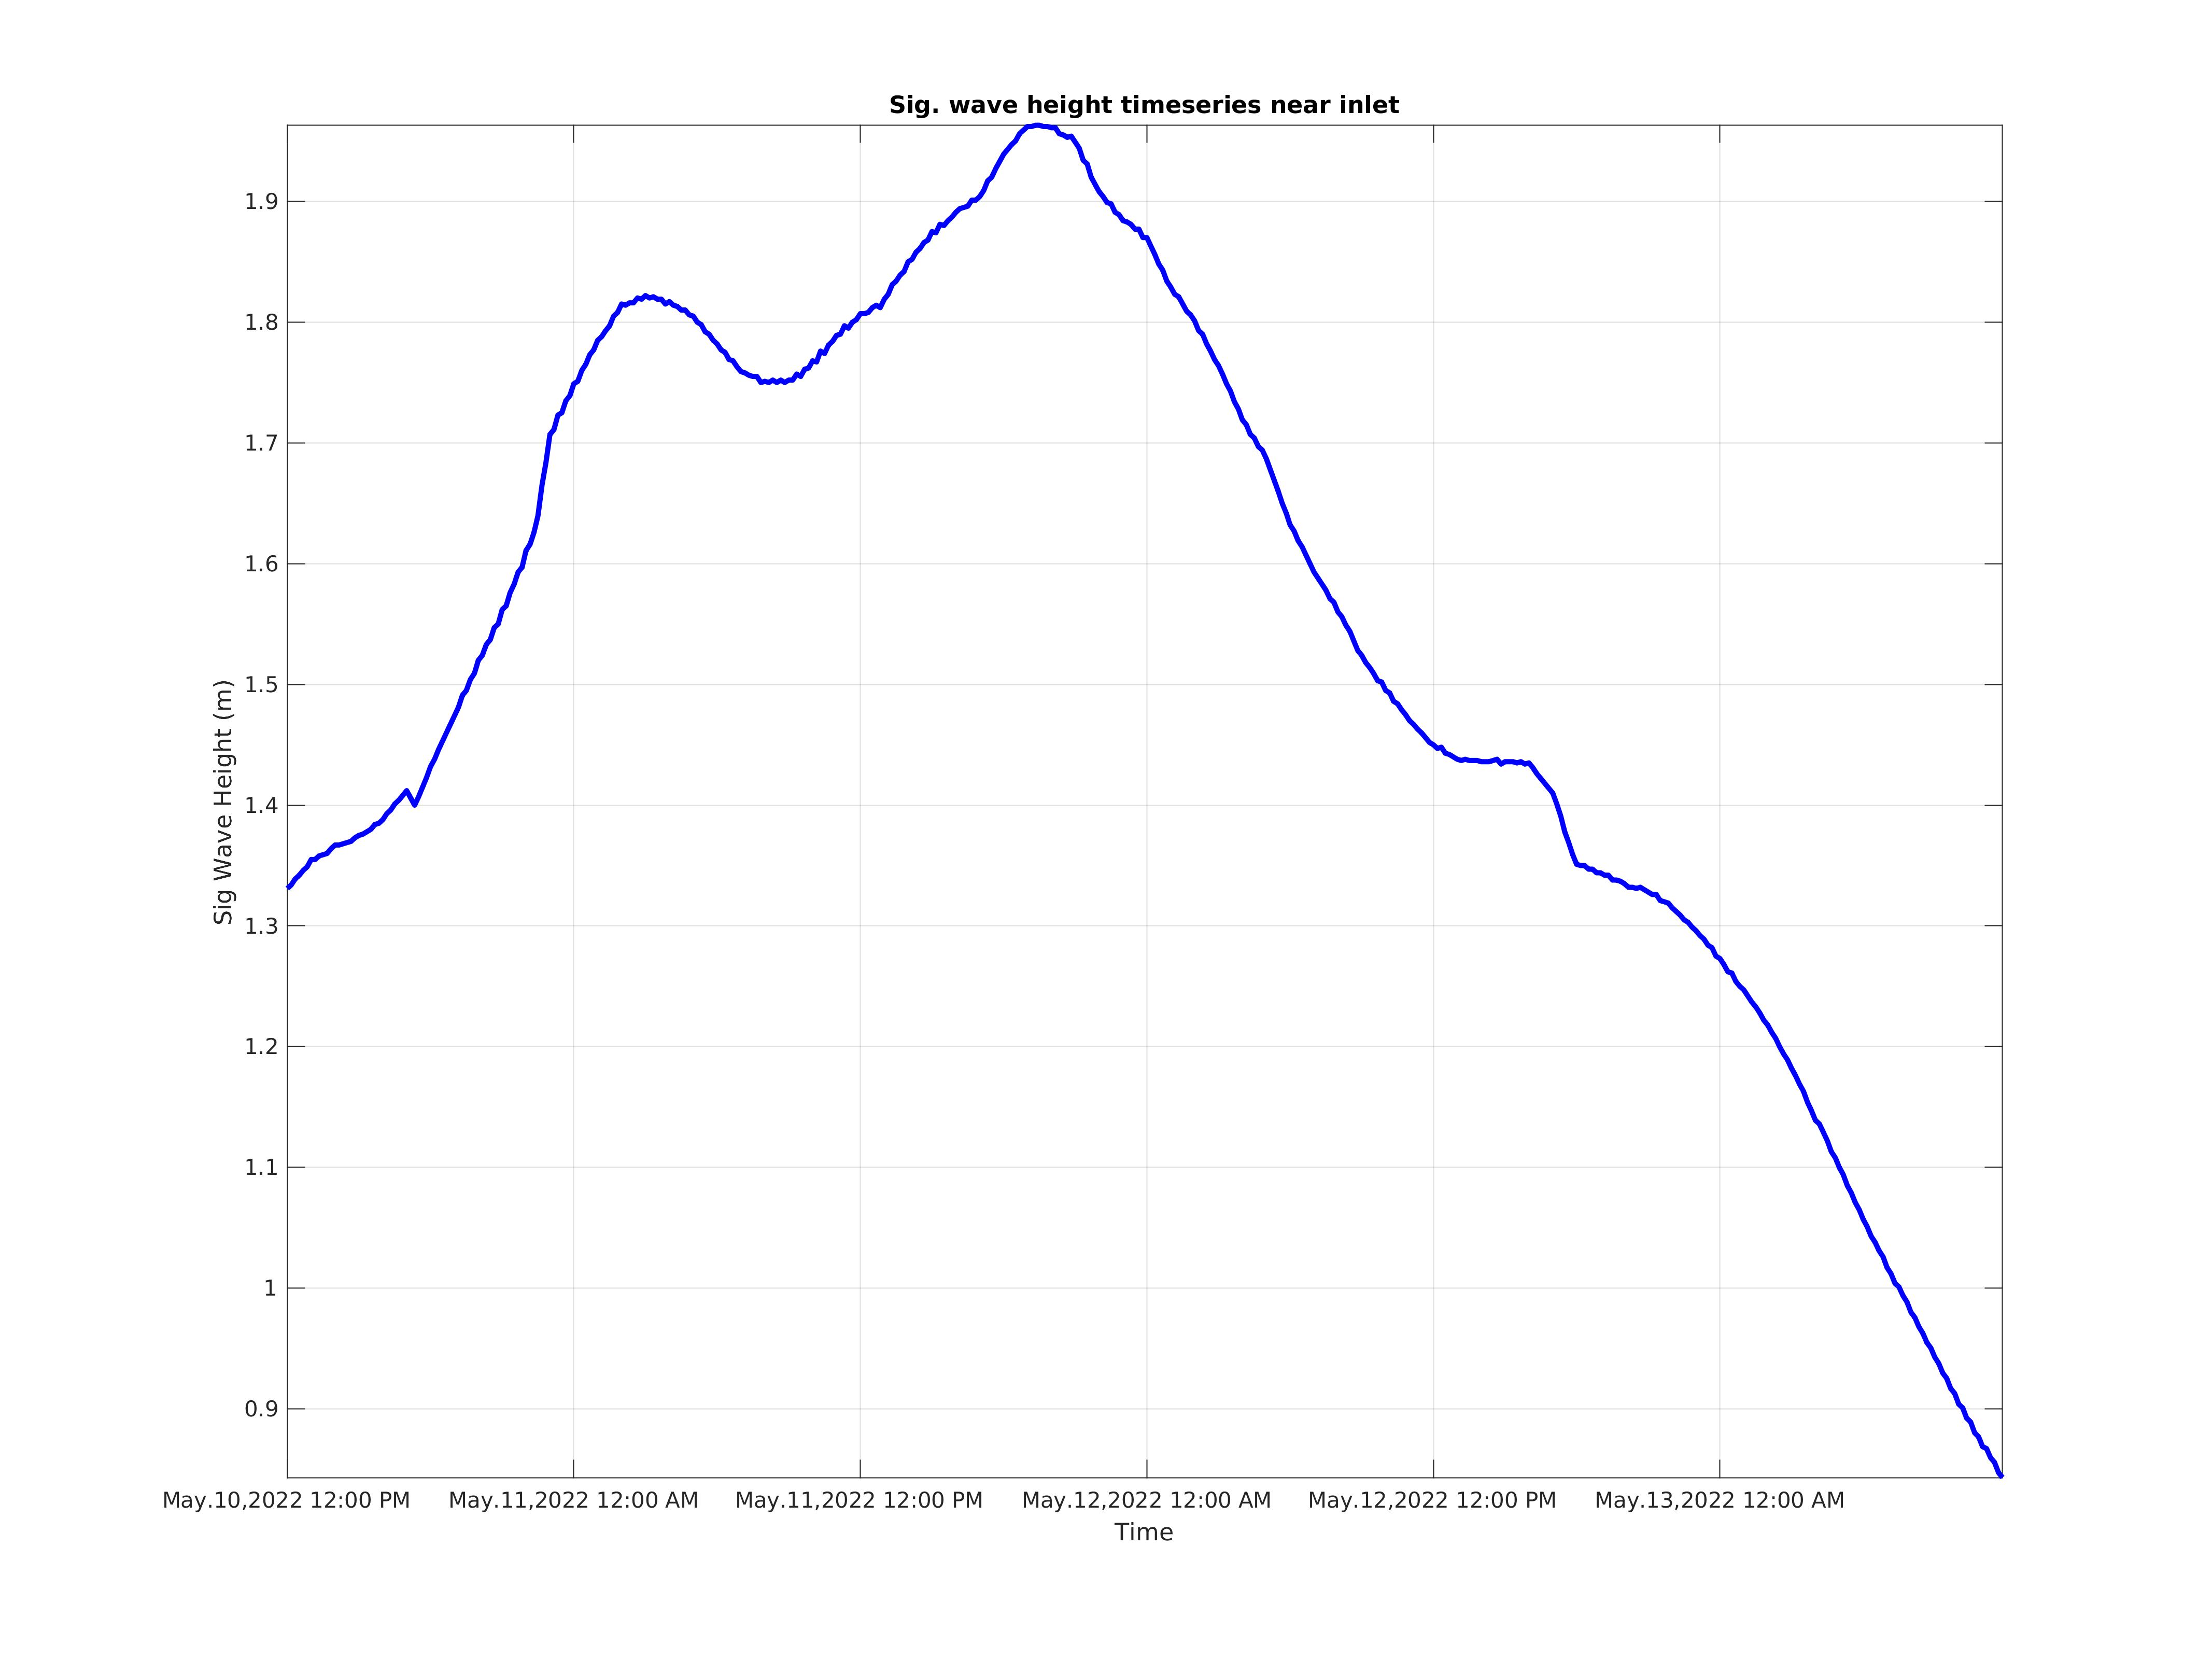 Sig. wave height timeseries near inlet
Sig Wave Height (m)
1.9
1.8
1.7
1.6
1.5
1.4
1.3
1.2
1.1
1
0.9
May.10,2022 12:00 PM May.11,2022 12:00 AM May.11,2022 12:00 PM May.12,2022 12:00 AM May.12,2022 12:00 PM May.13,2022 12:00 AM
Time